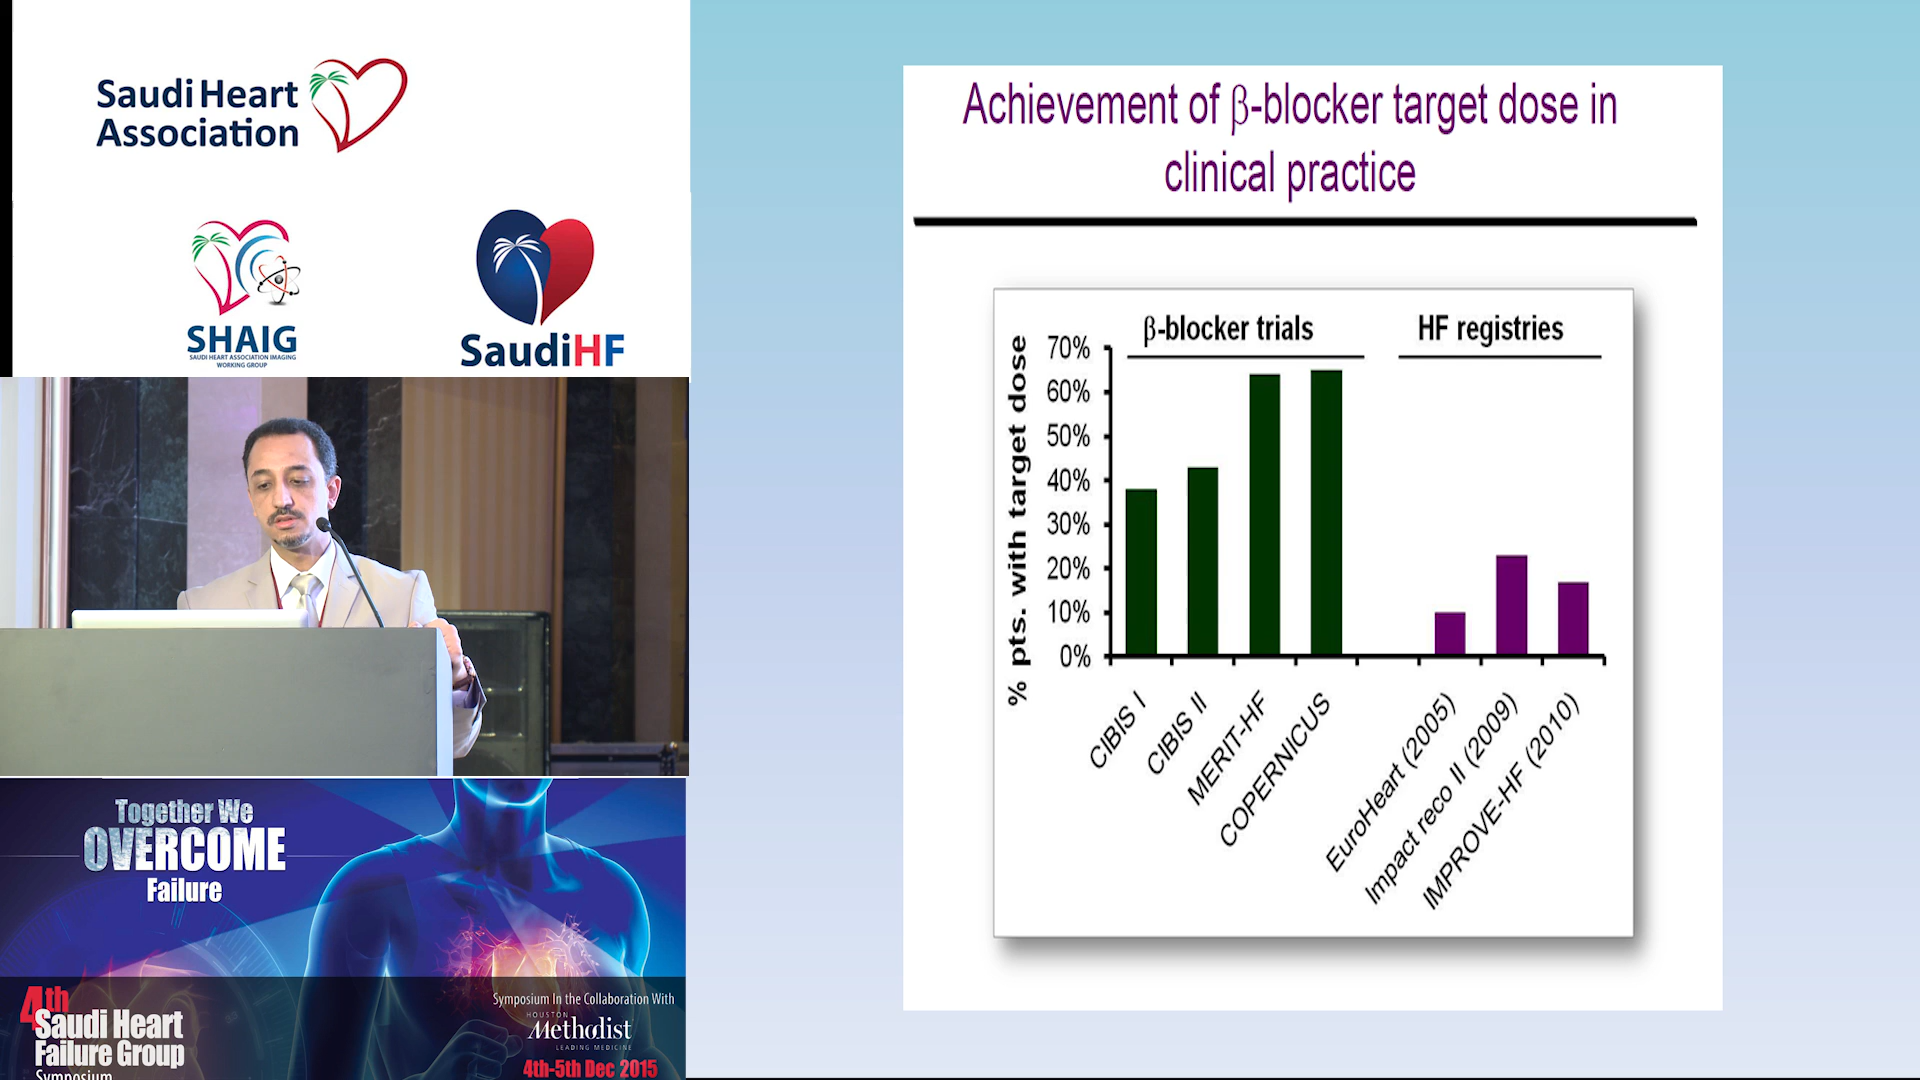 Saudi Heart
Association
SHAIG
SAUDI HEART ASSOCIATION IMAGING
WORKING GROUP
SaudiHF
Together We
OVERCOME
Failure
4th
Saudi Heart
Failure Group
Symposium
Symposium In the Collaboration With
HOUSTON
Methodist
LEADING MEDICINE
4th-5th Dec 2015
Achievement of β-blocker target dose in
clinical practice
β-blocker trials
HF registries
% pts. with target dose
70%
60%
50%
40%
30%
20%
10%
0%
CIBIS I
CIBIS II
MERIT-HF
COPERNICUS
EuroHeart (2005)
Impact reco II (2009)
IMPROVE-HF (2010)